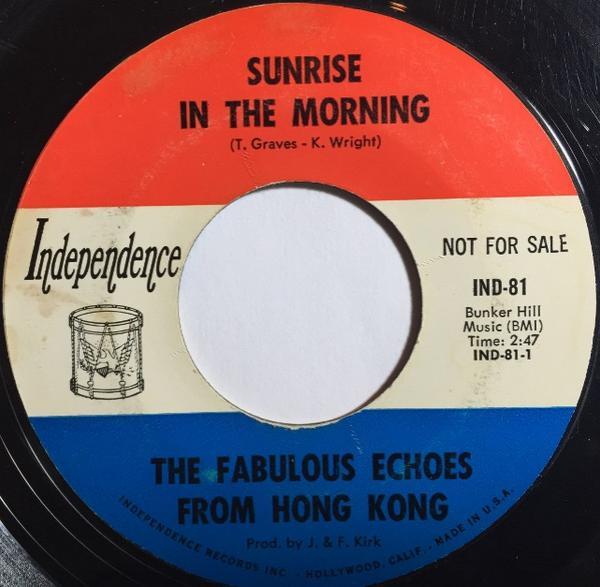 SUNRISE
IN THE MORNING
(T. Graves - K. Wright)
Independence
NOT FOR SALE
IND-81
Bunker Hill
Music (BMI)
Time: 2:47
IND-81-1
THE FABULOUS ECHOES
FROM HONG KONG
Prod. by J. & F. Kirk
INDEPENDENCE RECORDS INC. - HOLLYWOOD, CALIF. - MADE IN U.S.A.